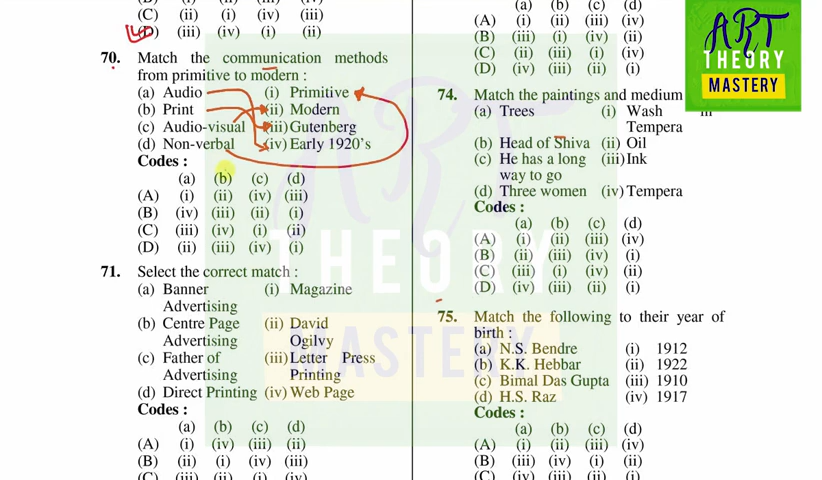 (C) (ii) (i) (iv) (iii)
(D) (iii) (iv) (i) (ii)
70. Match the communication methods
from primitive to modern :
(a) Audio (i) Primitive
(b) Print (ii) Modern
(c) Audio-visual (iii) Gutenberg
(d) Non-verbal (iv) Early 1920's
Codes :
(a) (b) (c) (d)
(A) (i) (ii) (iv) (iii)
(B) (iv) (iii) (ii) (i)
(C) (iii) (iv) (i) (ii)
(D) (ii) (iii) (iv) (i)
71. Select the correct match :
(a) Banner (i) Magazine
Advertising
(b) Centre Page (ii) David
Advertising Ogilvy
(c) Father of (iii) Letter Press
Advertising Printing
(d) Direct Printing (iv) Web Page
Codes :
(a) (b) (c) (d)
(A) (i) (iv) (iii) (ii)
(B) (ii) (i) (iv) (iii)
(a) (b) (c) (d)
(A) (i) (ii) (iii) (iv)
(B) (iii) (i) (iv) (ii)
(C) (ii) (iii) (i) (iv)
(D) (iv) (iii) (ii) (i)
74. Match the paintings and medium :
(a) Trees (i) Wash in
Tempera
(b) Head of Shiva (ii) Oil
(c) He has a long (iii) Ink
way to go
(d) Three women (iv) Tempera
Codes :
(a) (b) (c) (d)
(A) (i) (ii) (iii) (iv)
(B) (ii) (iii) (iv) (i)
(C) (iii) (i) (iv) (ii)
(D) (iv) (iii) (ii) (i)
75. Match the following to their year of
birth :
(a) N.S. Bendre (i) 1912
(b) K.K. Hebbar (ii) 1922
(c) Bimal Das Gupta (iii) 1910
(d) H.S. Raz (iv) 1917
Codes :
(a) (b) (c) (d)
(A) (i) (ii) (iii) (iv)
(B) (iii) (iv) (i) (ii)
(C) (iv) (iii) (ii) (i)
ART
THEORY
MASTERY
ART
THEORY
MASTERY